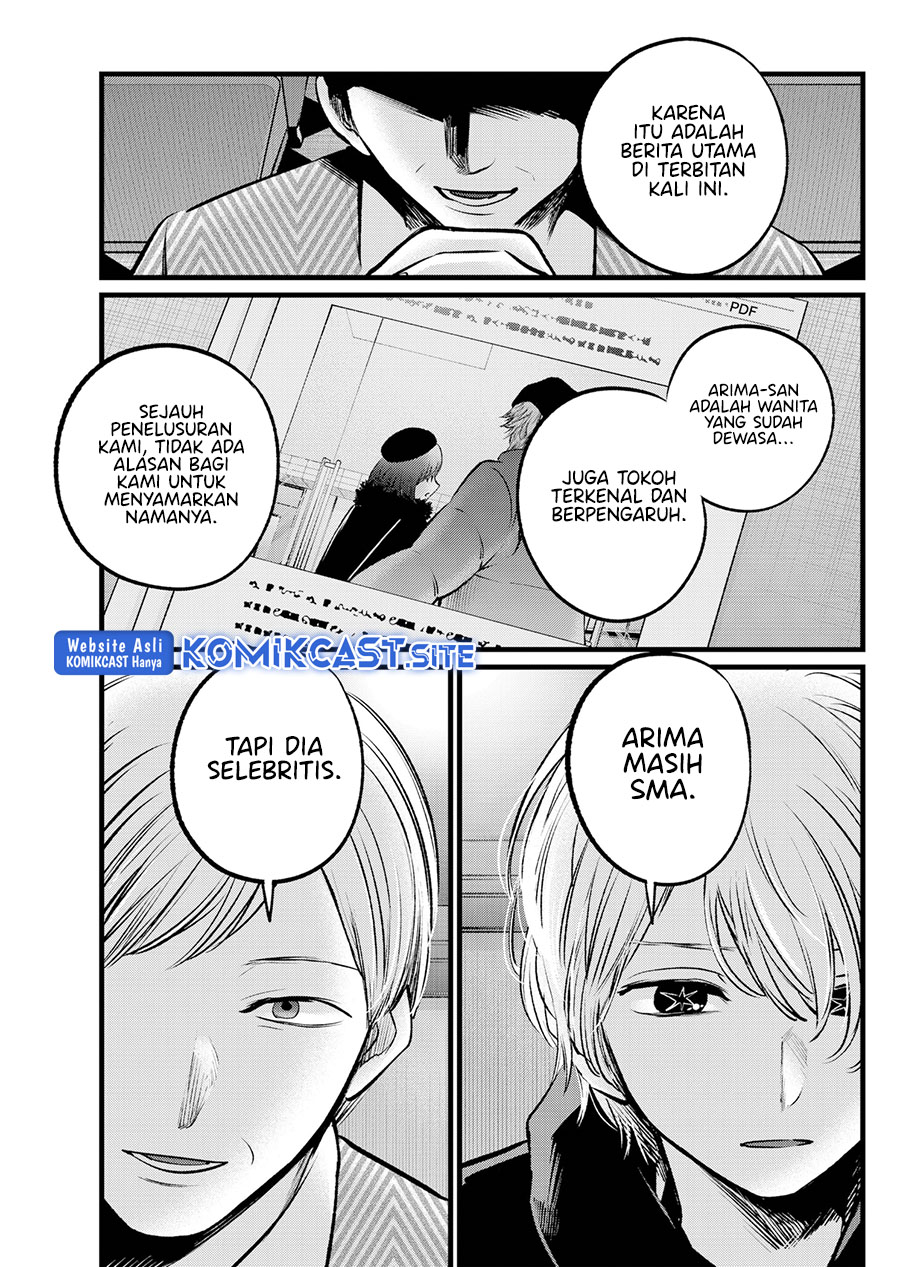 KARENA
ITU ADALAH
BERITA UTAMA
DI TERBITAN
KALI INI.
PDF
ARIMA-SAN
ADALAH WANITA
YANG SUDAH
DEWASA...
JUGA TOKOH
TERKENAL DAN
BERPENGARUH.
SEJAUH
PENELUSURAN
KAMI, TIDAK ADA
ALASAN BAGI
KAMI UNTUK
MENYAMARKAN
NAMANYA.
Website Asli
KOMIKCAST Hanya
KOMIKCAST.SITE
ARIMA
MASIH
SMA.
TAPI DIA
SELEBRITIS.